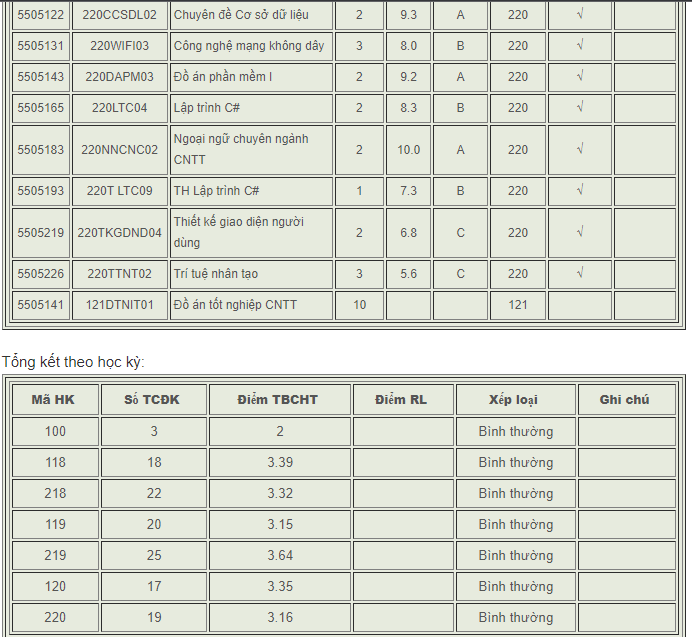 5505122 220CCSDL02 Chuyên đề Cơ sở dữ liệu 2 9.3 A 220 √
5505131 220WIFI03 Công nghệ mạng không dây 3 8.0 B 220 √
5505143 220DAPM03 Đồ án phần mềm I 2 9.2 A 220 √
5505165 220LTC04 Lập trình C# 2 8.3 B 220 √
5505183 220NNCNC02 Ngoại ngữ chuyên ngành CNTT 2 10.0 A 220 √
5505193 220T LTC09 TH Lập trình C# 1 7.3 B 220 √
5505219 220TKGDND04 Thiết kế giao diện người dùng 2 6.8 C 220 √
5505226 220TTNT02 Trí tuệ nhân tạo 3 5.6 C 220 √
5505141 121DTNIT01 Đồ án tốt nghiệp CNTT 10 121
Tổng kết theo học kỳ:
Mã HK Số TCĐK Điểm TBCHT Điểm RL Xếp loại Ghi chú
100 3 2 Bình thường
118 18 3.39 Bình thường
218 22 3.32 Bình thường
119 20 3.15 Bình thường
219 25 3.64 Bình thường
120 17 3.35 Bình thường
220 19 3.16 Bình thường